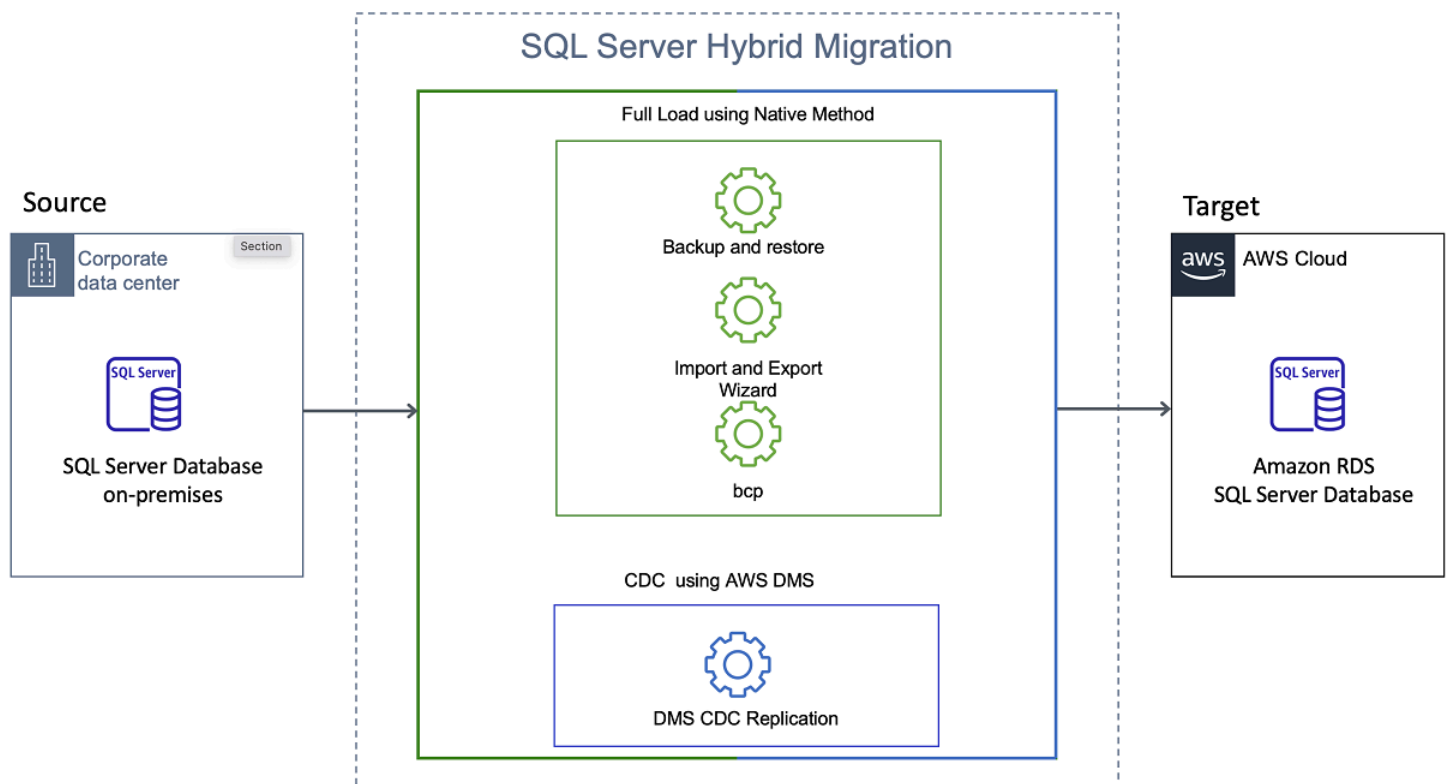 SQL Server Hybrid Migration
Full Load using Native Method
Source
Target
Corporate
data center
Section
Backup and restore
aws
AWS Cloud
Import and Export
Wizard
SQL Server
SQL Server
SQL Server Database
on-premises
bcp
Amazon RDS
SQL Server Database
CDC using AWS DMS
DMS CDC Replication